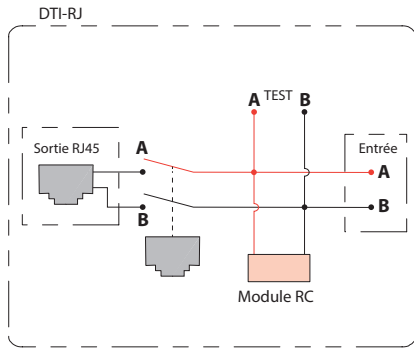 DTI-RJ
A TEST B
Sortie RJ45
A
Entrée
A
B
B
Module RC